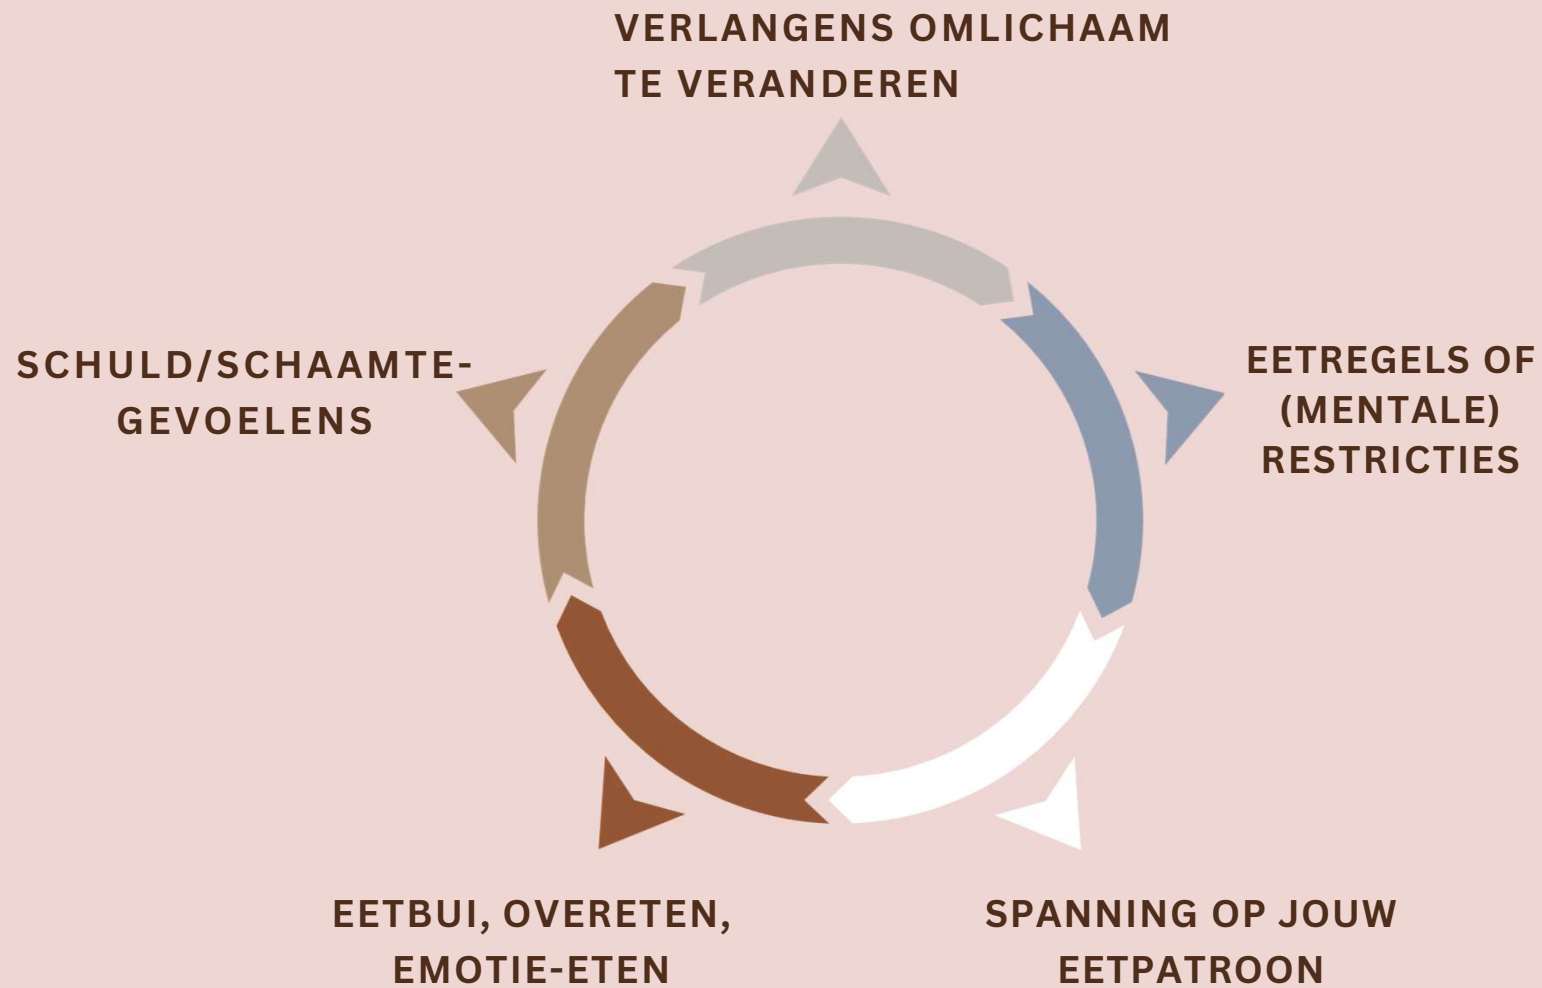 VERLANGENS OMLICHAAM
TE VERANDEREN
EETREGELS OF
(MENTALE)
RESTRICTIES
SPANNING OP JOUW
EETPATROON
EETBUI, OVERETEN,
EMOTIE-ETEN
SCHULD/SCHAAMTE-
GEVOELENS